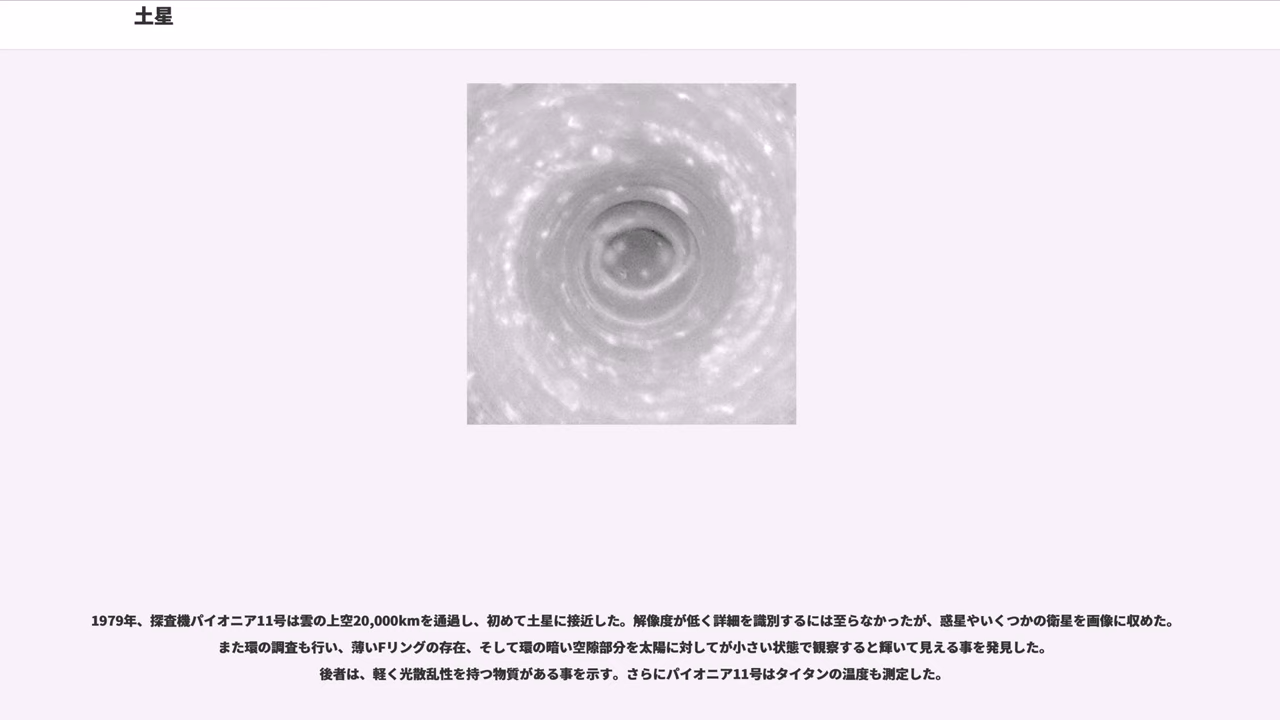 土星
1979年、探査機パイオニア11号は雲の上空20,000kmを通過し、初めて土星に接近した。解像度が低く詳細を識別するには至らなかったが、惑星やいくつかの衛星を画像に収めた。
また環の調査も行い、薄いFリングの存在、そして環の暗い空隙部分を太陽に対してが小さい状態で観察すると輝いて見える事を発見した。
後者は、軽く光散乱性を持つ物質がある事を示す。さらにパイオニア11号はタイタンの温度も測定した。